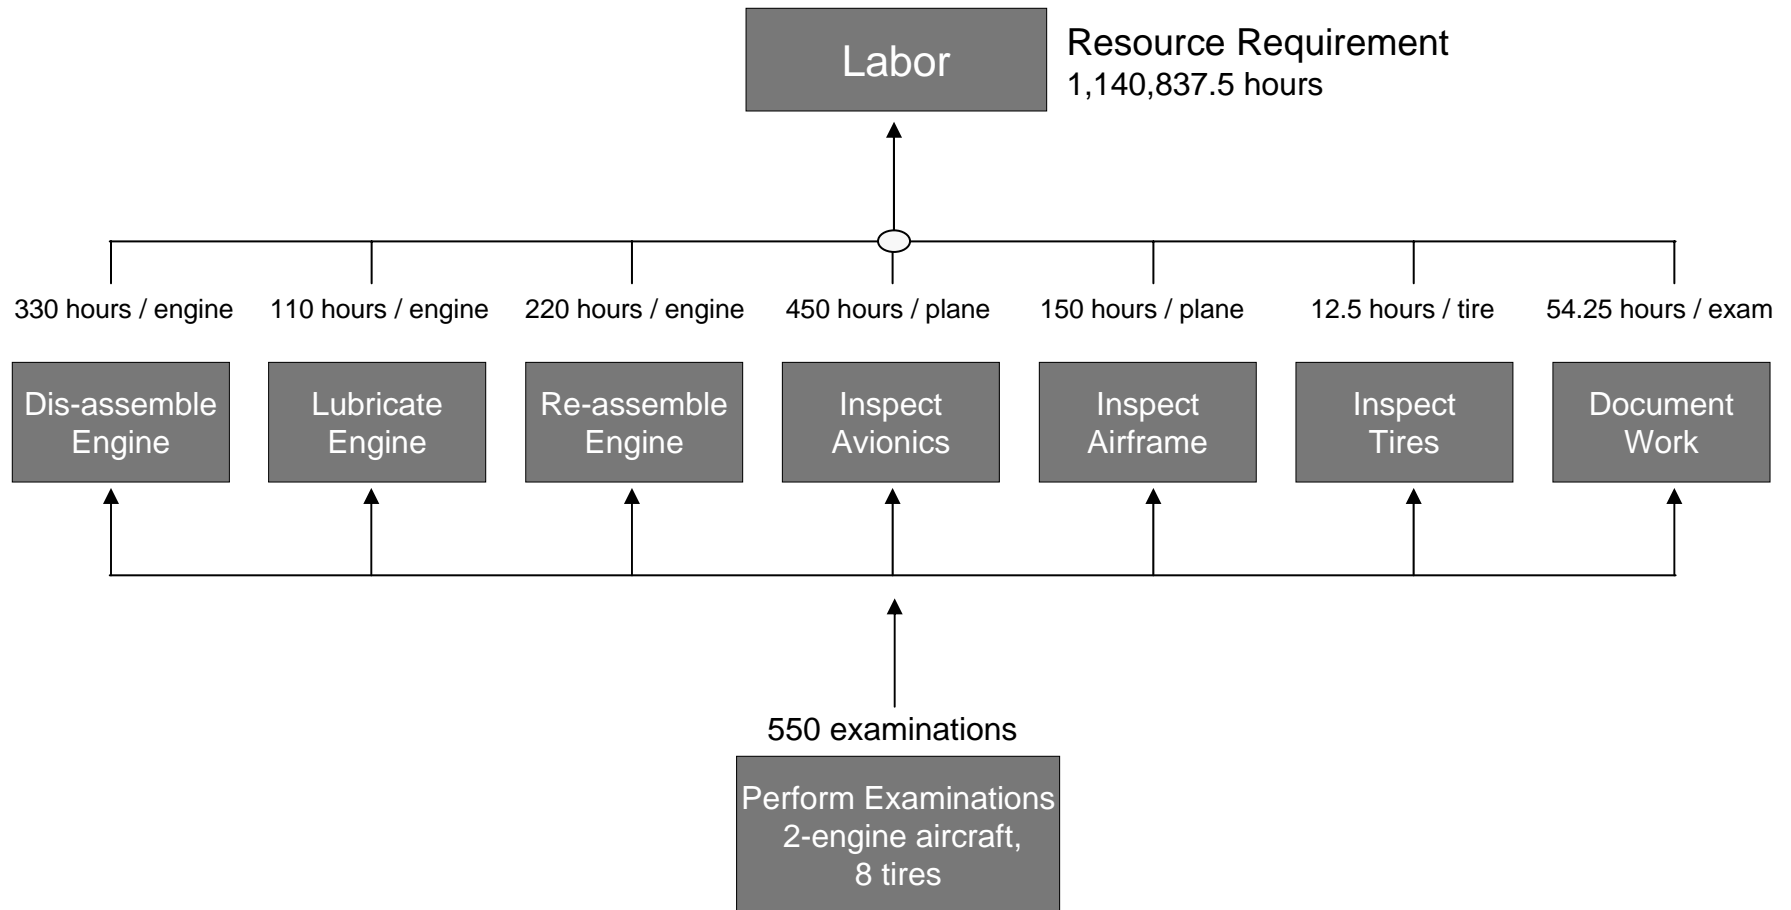 Labor
Resource Requirement
1,140,837.5 hours
330 hours / engine
110 hours / engine
220 hours / engine
450 hours / plane
150 hours / plane
12.5 hours / tire
54.25 hours / exam
Dis-assemble
Engine
Lubricate
Engine
Re-assemble
Engine
Inspect
Avionics
Inspect
Airframe
Inspect
Tires
Document
Work
550 examinations
Perform Examinations
2-engine aircraft,
8 tires